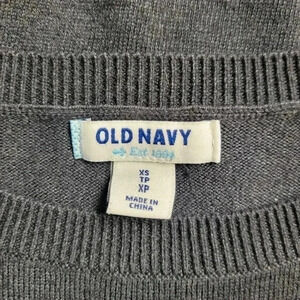 OLD NAVY
Est. 1994
XS
TP
XP
MADE IN
CHINA